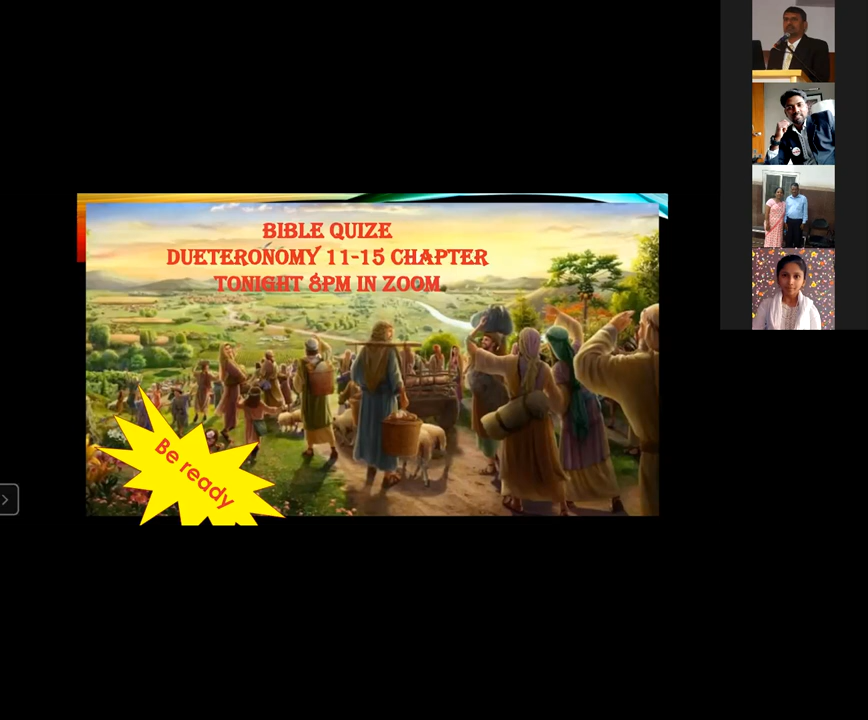 BIBLE QUIZE
DUETERONOMY 11-15 CHAPTER
TONIGHT 8PM IN ZOOM
Be ready